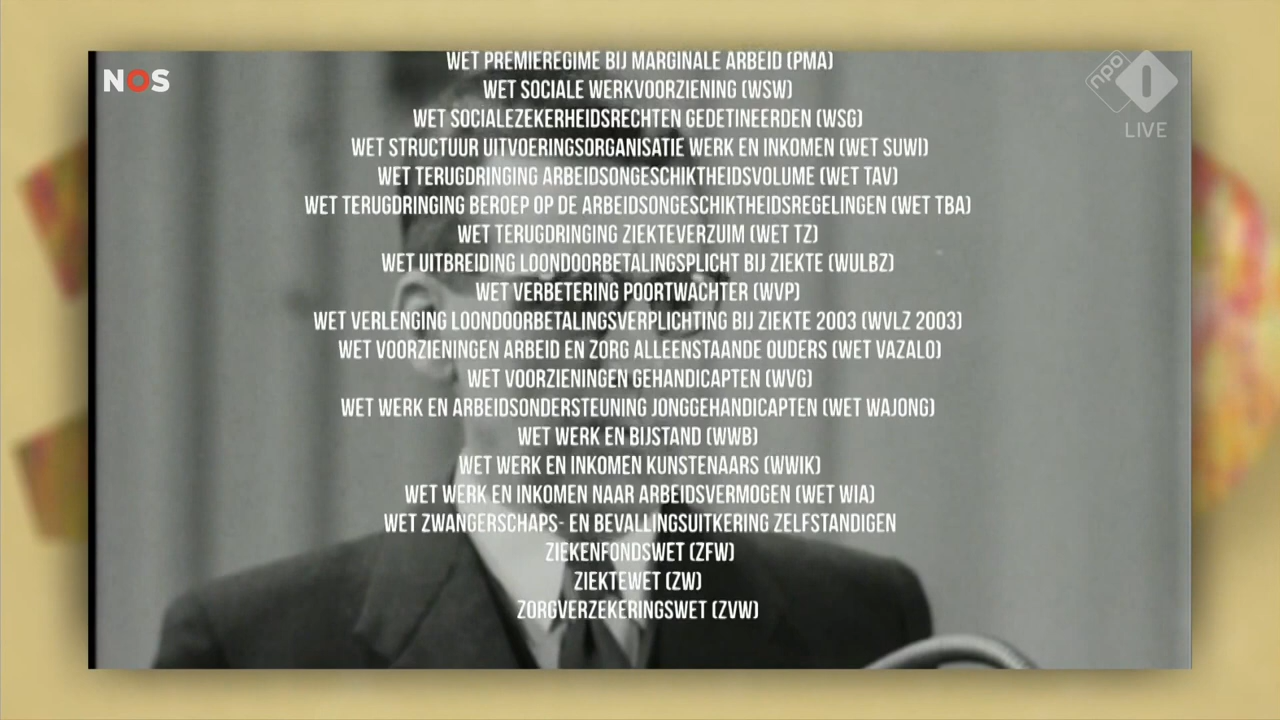 WET PREMIEREGIME BIJ MARGINALE ARBEID (PMA)
NOS
npo
1
LIVE
WET SOCIALE WERKVOORZIENING (WSW)
WET SOCIALEZEKERHEIDSRECHTEN GEDETINEERDEN (WSG)
WET STRUCTUUR UITVOERINGSORGANISATIE WERK EN INKOMEN (WET SUWI)
WET TERUGDRINGING ARBEIDSONGESCHIKTHEIDSVOLUME (WET TAV)
WET TERUGDRINGING BEROEP OP DE ARBEIDSONGESCHIKTHEIDSREGELINGEN (WET TBA)
WET TERUGDRINGING ZIEKTEVERZUIM (WET TZ)
WET UITBREIDING LOONDOORBETALINGSPLICHT BIJ ZIEKTE (WULBZ)
WET VERBETERING POORTWACHTER (WVP)
WET VERLENGING LOONDOORBETALINGSVERPLICHTING BIJ ZIEKTE 2003 (WVLZ 2003)
WET VOORZIENINGEN ARBEID EN ZORG ALLEENSTAANDE OUDERS (WET VAZALO)
WET VOORZIENINGEN GEHANDICAPTEN (WVG)
WET WERK EN ARBEIDSONDERSTEUNING JONGGEHANDICAPTEN (WET WAJONG)
WET WERK EN BIJSTAND (WWB)
WET WERK EN INKOMEN KUNSTENAARS (WWIK)
WET WERK EN INKOMEN NAAR ARBEIDSVERMOGEN (WET WIA)
WET ZWANGERSCHAPS- EN BEVALLINGSUITKERING ZELFSTANDIGEN
ZIEKENFONDSWET (ZFW)
ZIEKTEWET (ZW)
ZORGVERZEKERINGSWET (ZVW)